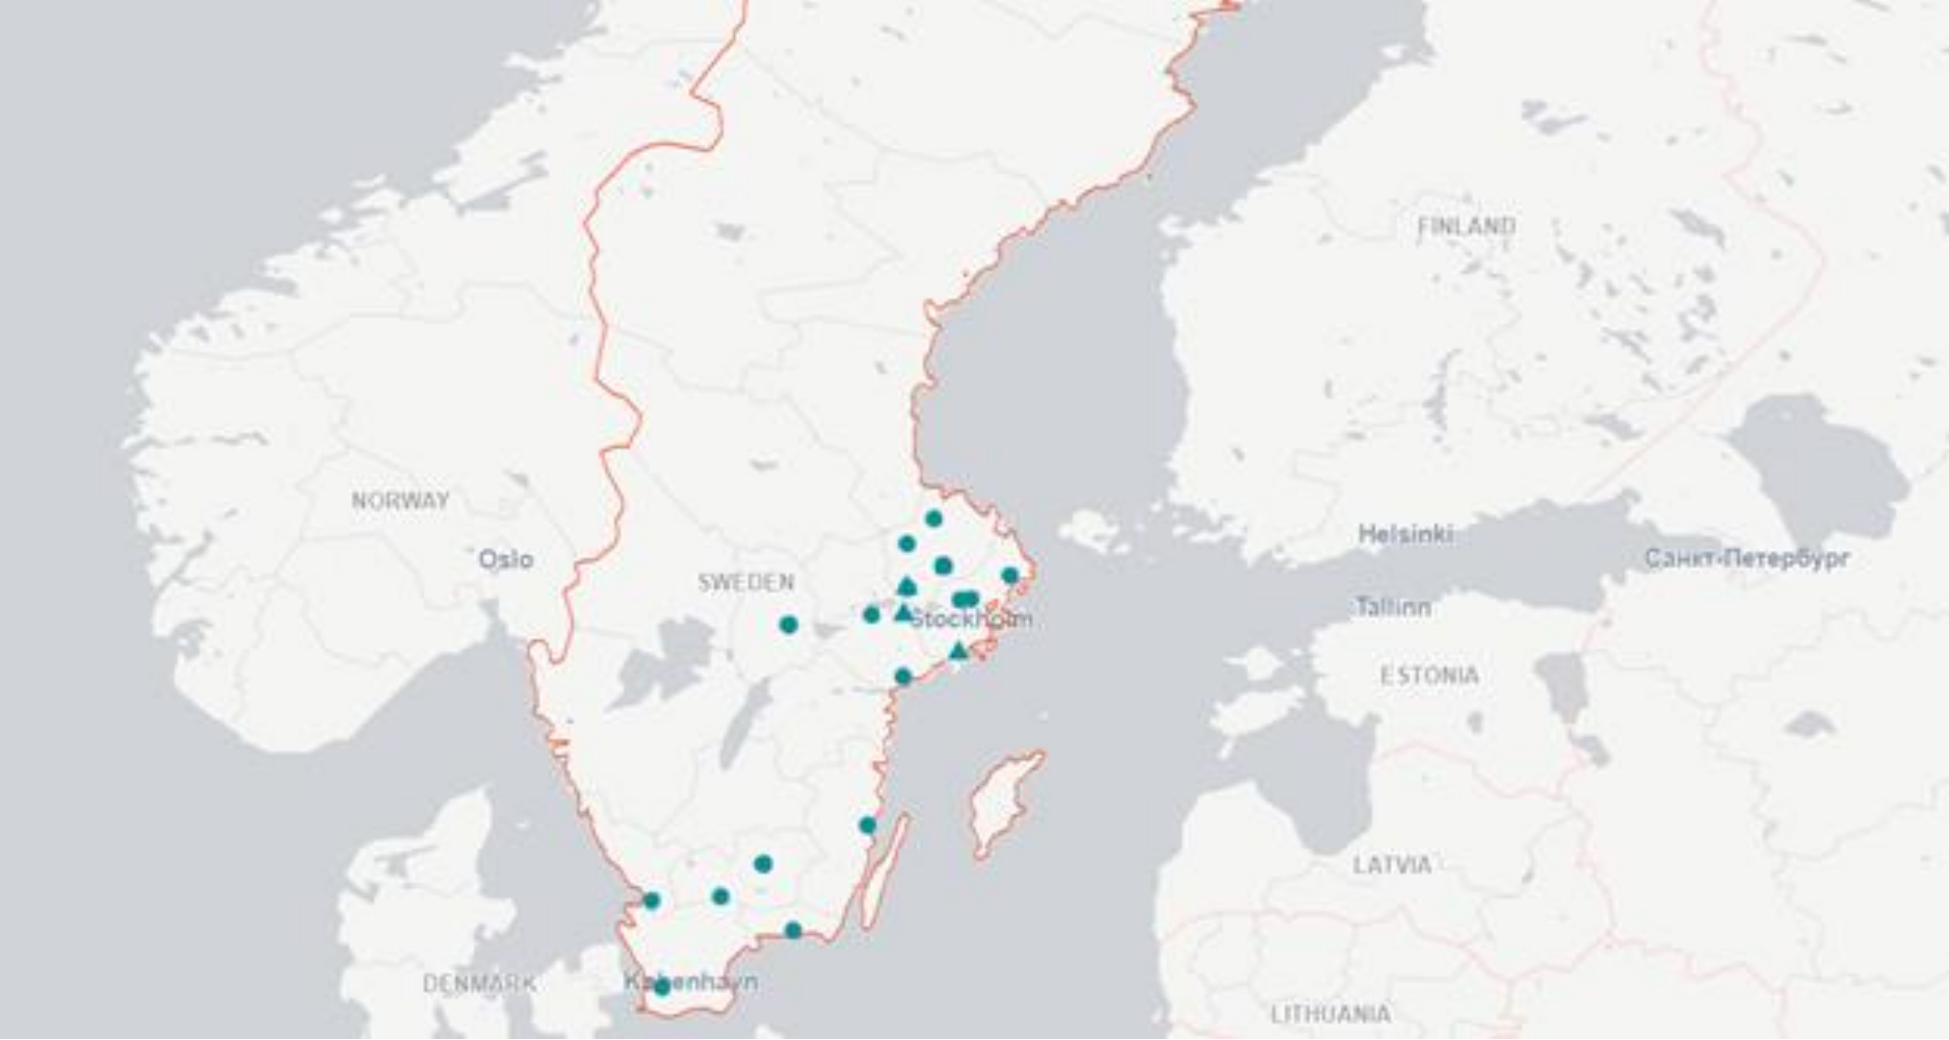 FINLAND
NORWAY
Oslo
Helsinki
Санкт-Петербург
SWEDEN
Tallinn
Stockholm
ESTONIA
LATVIA
DENMARK
København
LITHUANIA